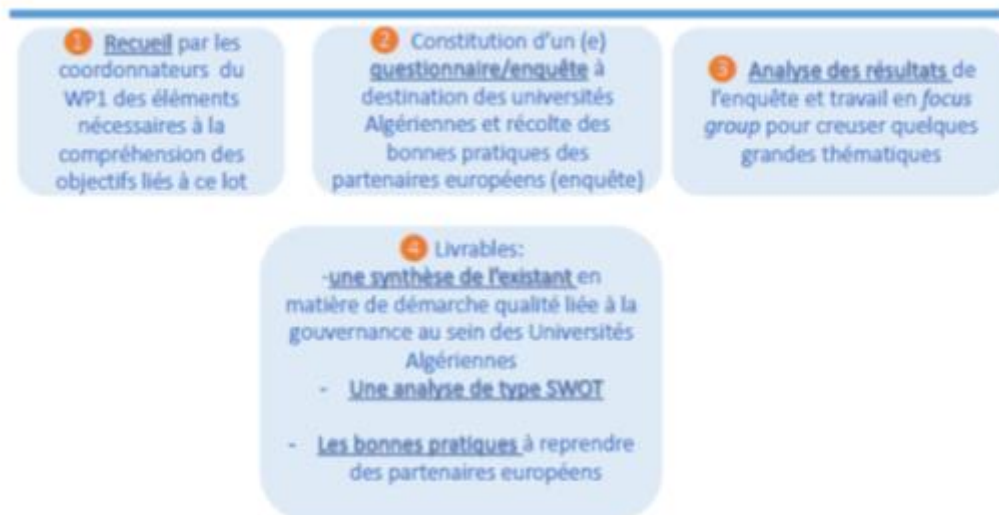 1 Recueil par les
coordonnateurs du
WP1 des éléments
nécessaires à la
compréhension des
objectifs liés à ce lot
2 Constitution d'un (e)
questionnaire/enquête à
destination des universités
Algériennes et récolte des
bonnes pratiques des
partenaires européens (enquête)
3 Analyse des résultats de
l'enquête et travail en focus
group pour creuser quelques
grandes thématiques
4 Livrables:
-une synthèse de l'existant en
matière de démarche qualité liée à la
gouvernance au sein des Universités
Algériennes
- Une analyse de type SWOT
- Les bonnes pratiques à reprendre
des partenaires européens